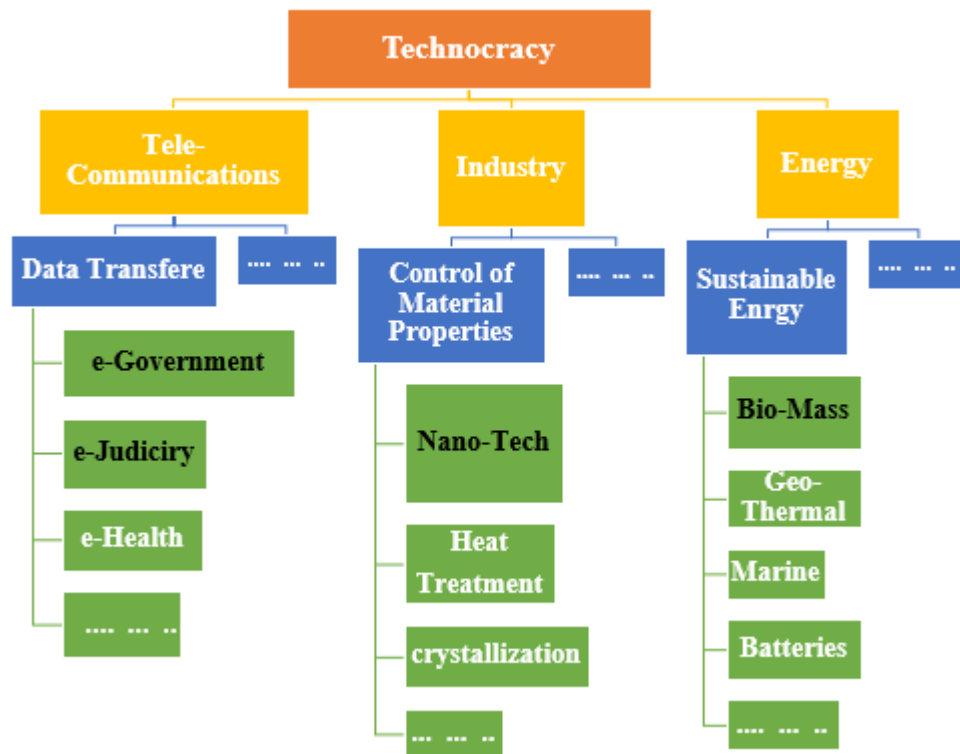 Technocracy
Tele-
Communications
Industry
Energy
Data Transfere
.... ... ..
Control of
Material
Properties
.... ... ..
Sustainable
Enrgy
.... ... ..
e-Government
e-Judiciry
e-Health
.... ... ..
Nano-Tech
Heat
Treatment
crystallization
... ... ..
Bio-Mass
Geo-
Thermal
Marine
Batteries
.... ... ..